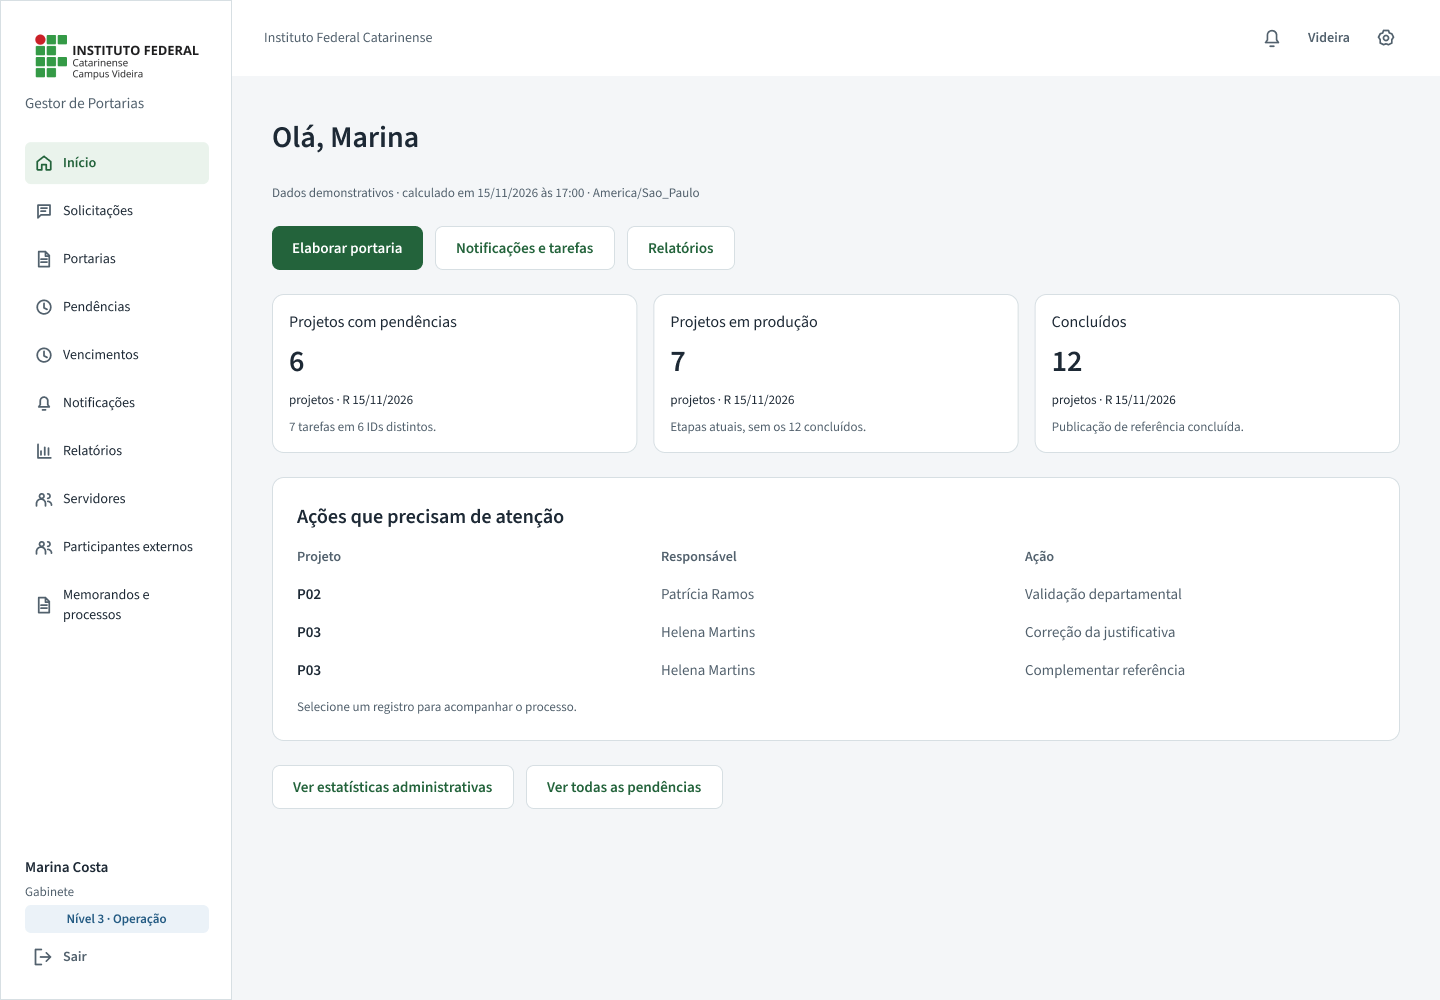 INSTITUTO FEDERAL
Catarinense
Campus Videira
Gestor de Portarias
Início
Solicitações
Portarias
Pendências
Vencimentos
Notificações
Relatórios
Servidores
Participantes externos
Memorandos e
processos
Marina Costa
Gabinete
Nível 3 · Operação
Sair
Instituto Federal Catarinense
Videira
Olá, Marina
Dados demonstrativos · calculado em 15/11/2026 às 17:00 · America/Sao_Paulo
Elaborar portaria
Notificações e tarefas
Relatórios
Projetos com pendências
6
projetos · R 15/11/2026
7 tarefas em 6 IDs distintos.
Projetos em produção
7
projetos · R 15/11/2026
Etapas atuais, sem os 12 concluídos.
Concluídos
12
projetos · R 15/11/2026
Publicação de referência concluída.
Ações que precisam de atenção
Projeto Responsável Ação
P02 Patrícia Ramos Validação departamental
P03 Helena Martins Correção da justificativa
P03 Helena Martins Complementar referência
Selecione um registro para acompanhar o processo.
Ver estatísticas administrativas
Ver todas as pendências